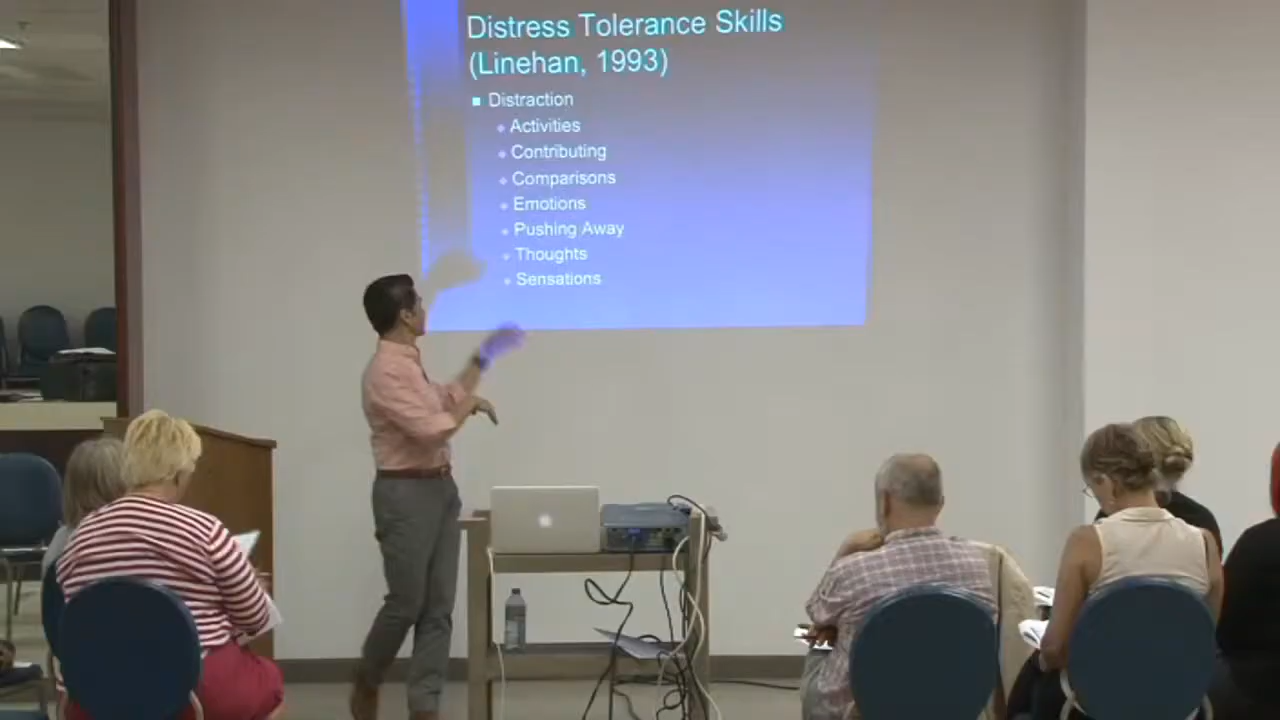 Distress Tolerance Skills
(Linehan, 1993)
Distraction
Activities
Contributing
Comparisons
Emotions
Pushing Away
Thoughts
Sensations